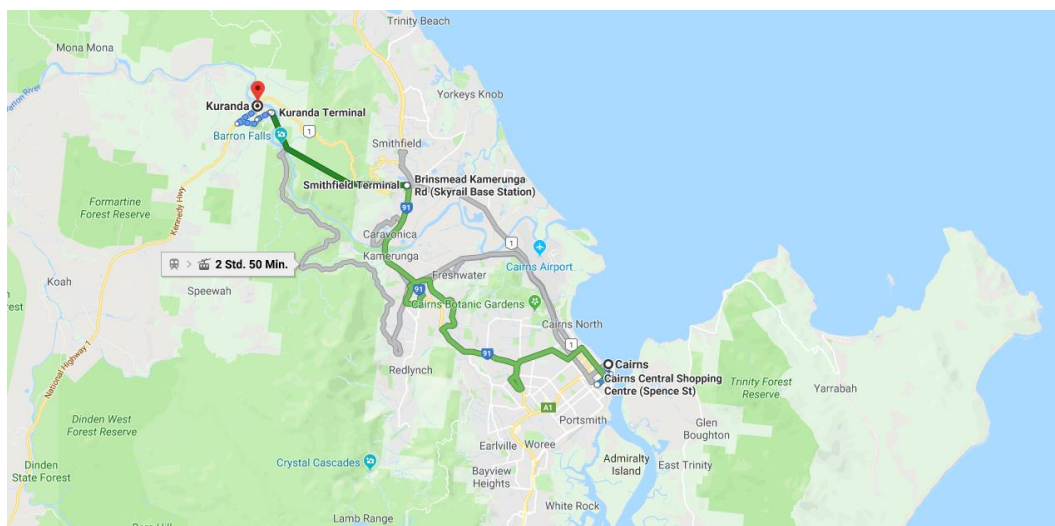 Trinity Beach
Mona Mona
Yorkeys Knob
Kuranda
Kuranda Terminal
1
Barron Falls
Smithfield
Smithfield Terminal
Brinsmead Kamerunga
Rd (Skyrail Base Station)
Formartine
Forest Reserve
Kennedy Hwy
91
Caravonica
1
Kamerunga
2 Std. 50 Min.
Freshwater
Cairns Airport
Koah
Speewah
91
Cairns Botanic Gardens
Cairns North
National Highway 1
1
91
Cairns
Redlynch
Cairns Central Shopping
Centre (Spence St)
Trinity Forest
Reserve
Yarrabah
A1
Portsmith
Dinden West
Forest Reserve
Glen
Boughton
Earlville
Woree
Admiralty
Island
East Trinity
Dinden
State Forest
Crystal Cascades
Bayview
Heights
White Rock
Lamb Range